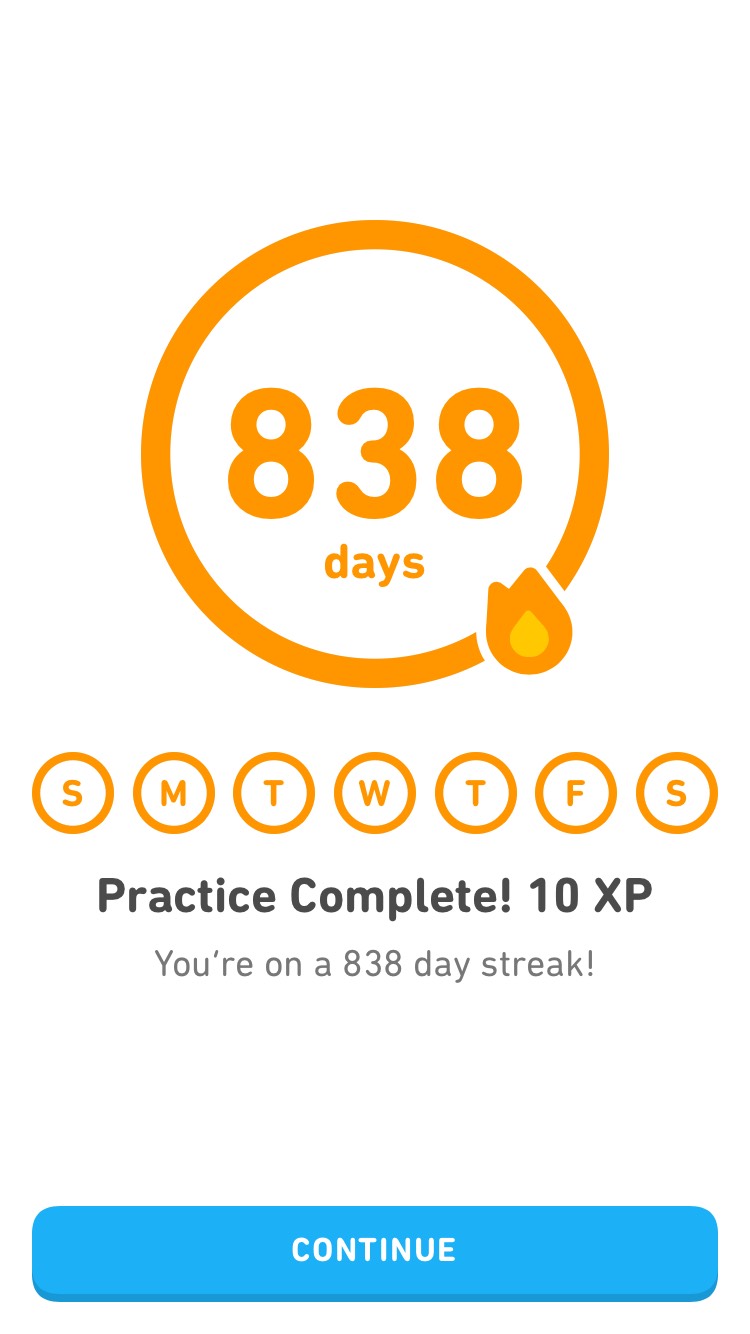 838
days
S M T W T F S
Practice Complete! 10 XP
You‘re on a 838 day streak!
CONTINUE